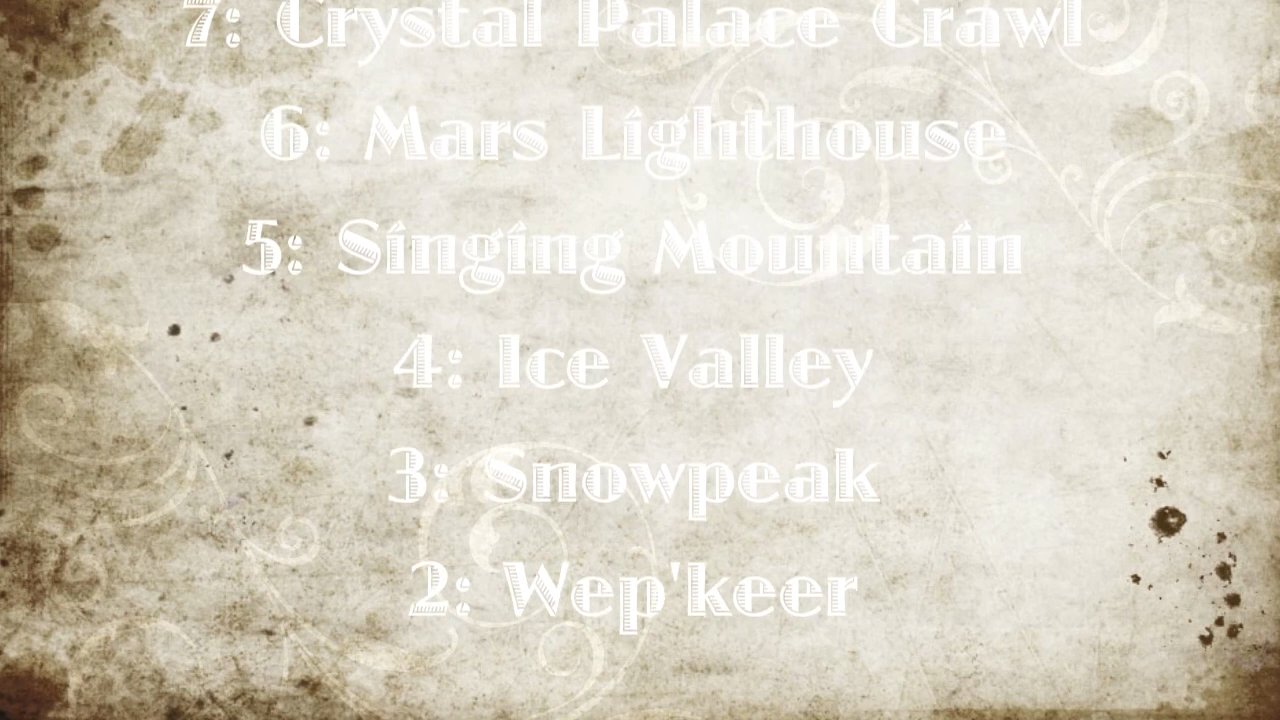 7: Crystal Palace Crawl
6: Mars Lighthouse
5: Singing Mountain
4: Ice Valley
3: Snowpeak
2: Wep'keer